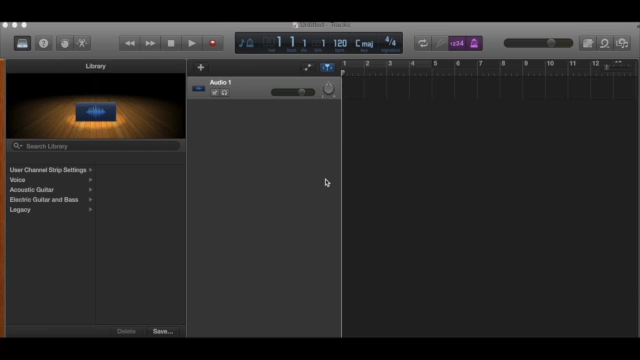 Untitled - Tracks
1 1 1 1 120 C maj 4/4
1234
Library
1 2 3 4 5 6 7 8 9 10 11 12
Audio 1
Search Library
User Channel Strip Settings
Voice
Acoustic Guitar
Electric Guitar and Bass
Legacy
Delete Save...